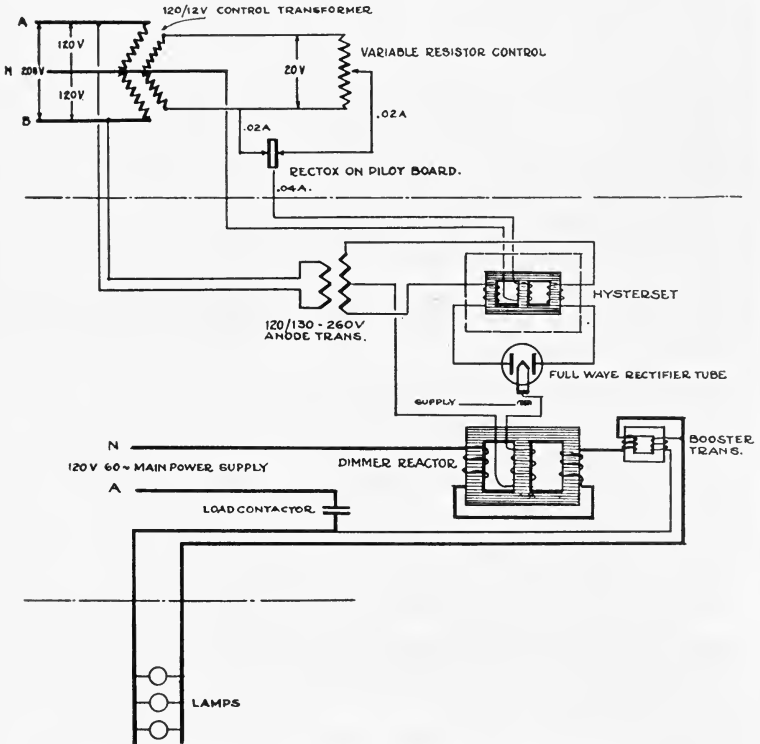 120/12V CONTROL TRANSFORMER
A
120V
VARIABLE RESISTOR CONTROL
N 208V
20V
120V
B
.02A
.02A
RECTOX ON PILOT BOARD.
.04A.
HYSTERSET
120/130-260V
ANODE TRANS.
FULL WAVE RECTIFIER TUBE
SUPPLY
N
BOOSTER
TRANS.
DIMMER REACTOR
120V 60~ MAIN POWER SUPPLY
A
LOAD CONTACTOR
LAMPS